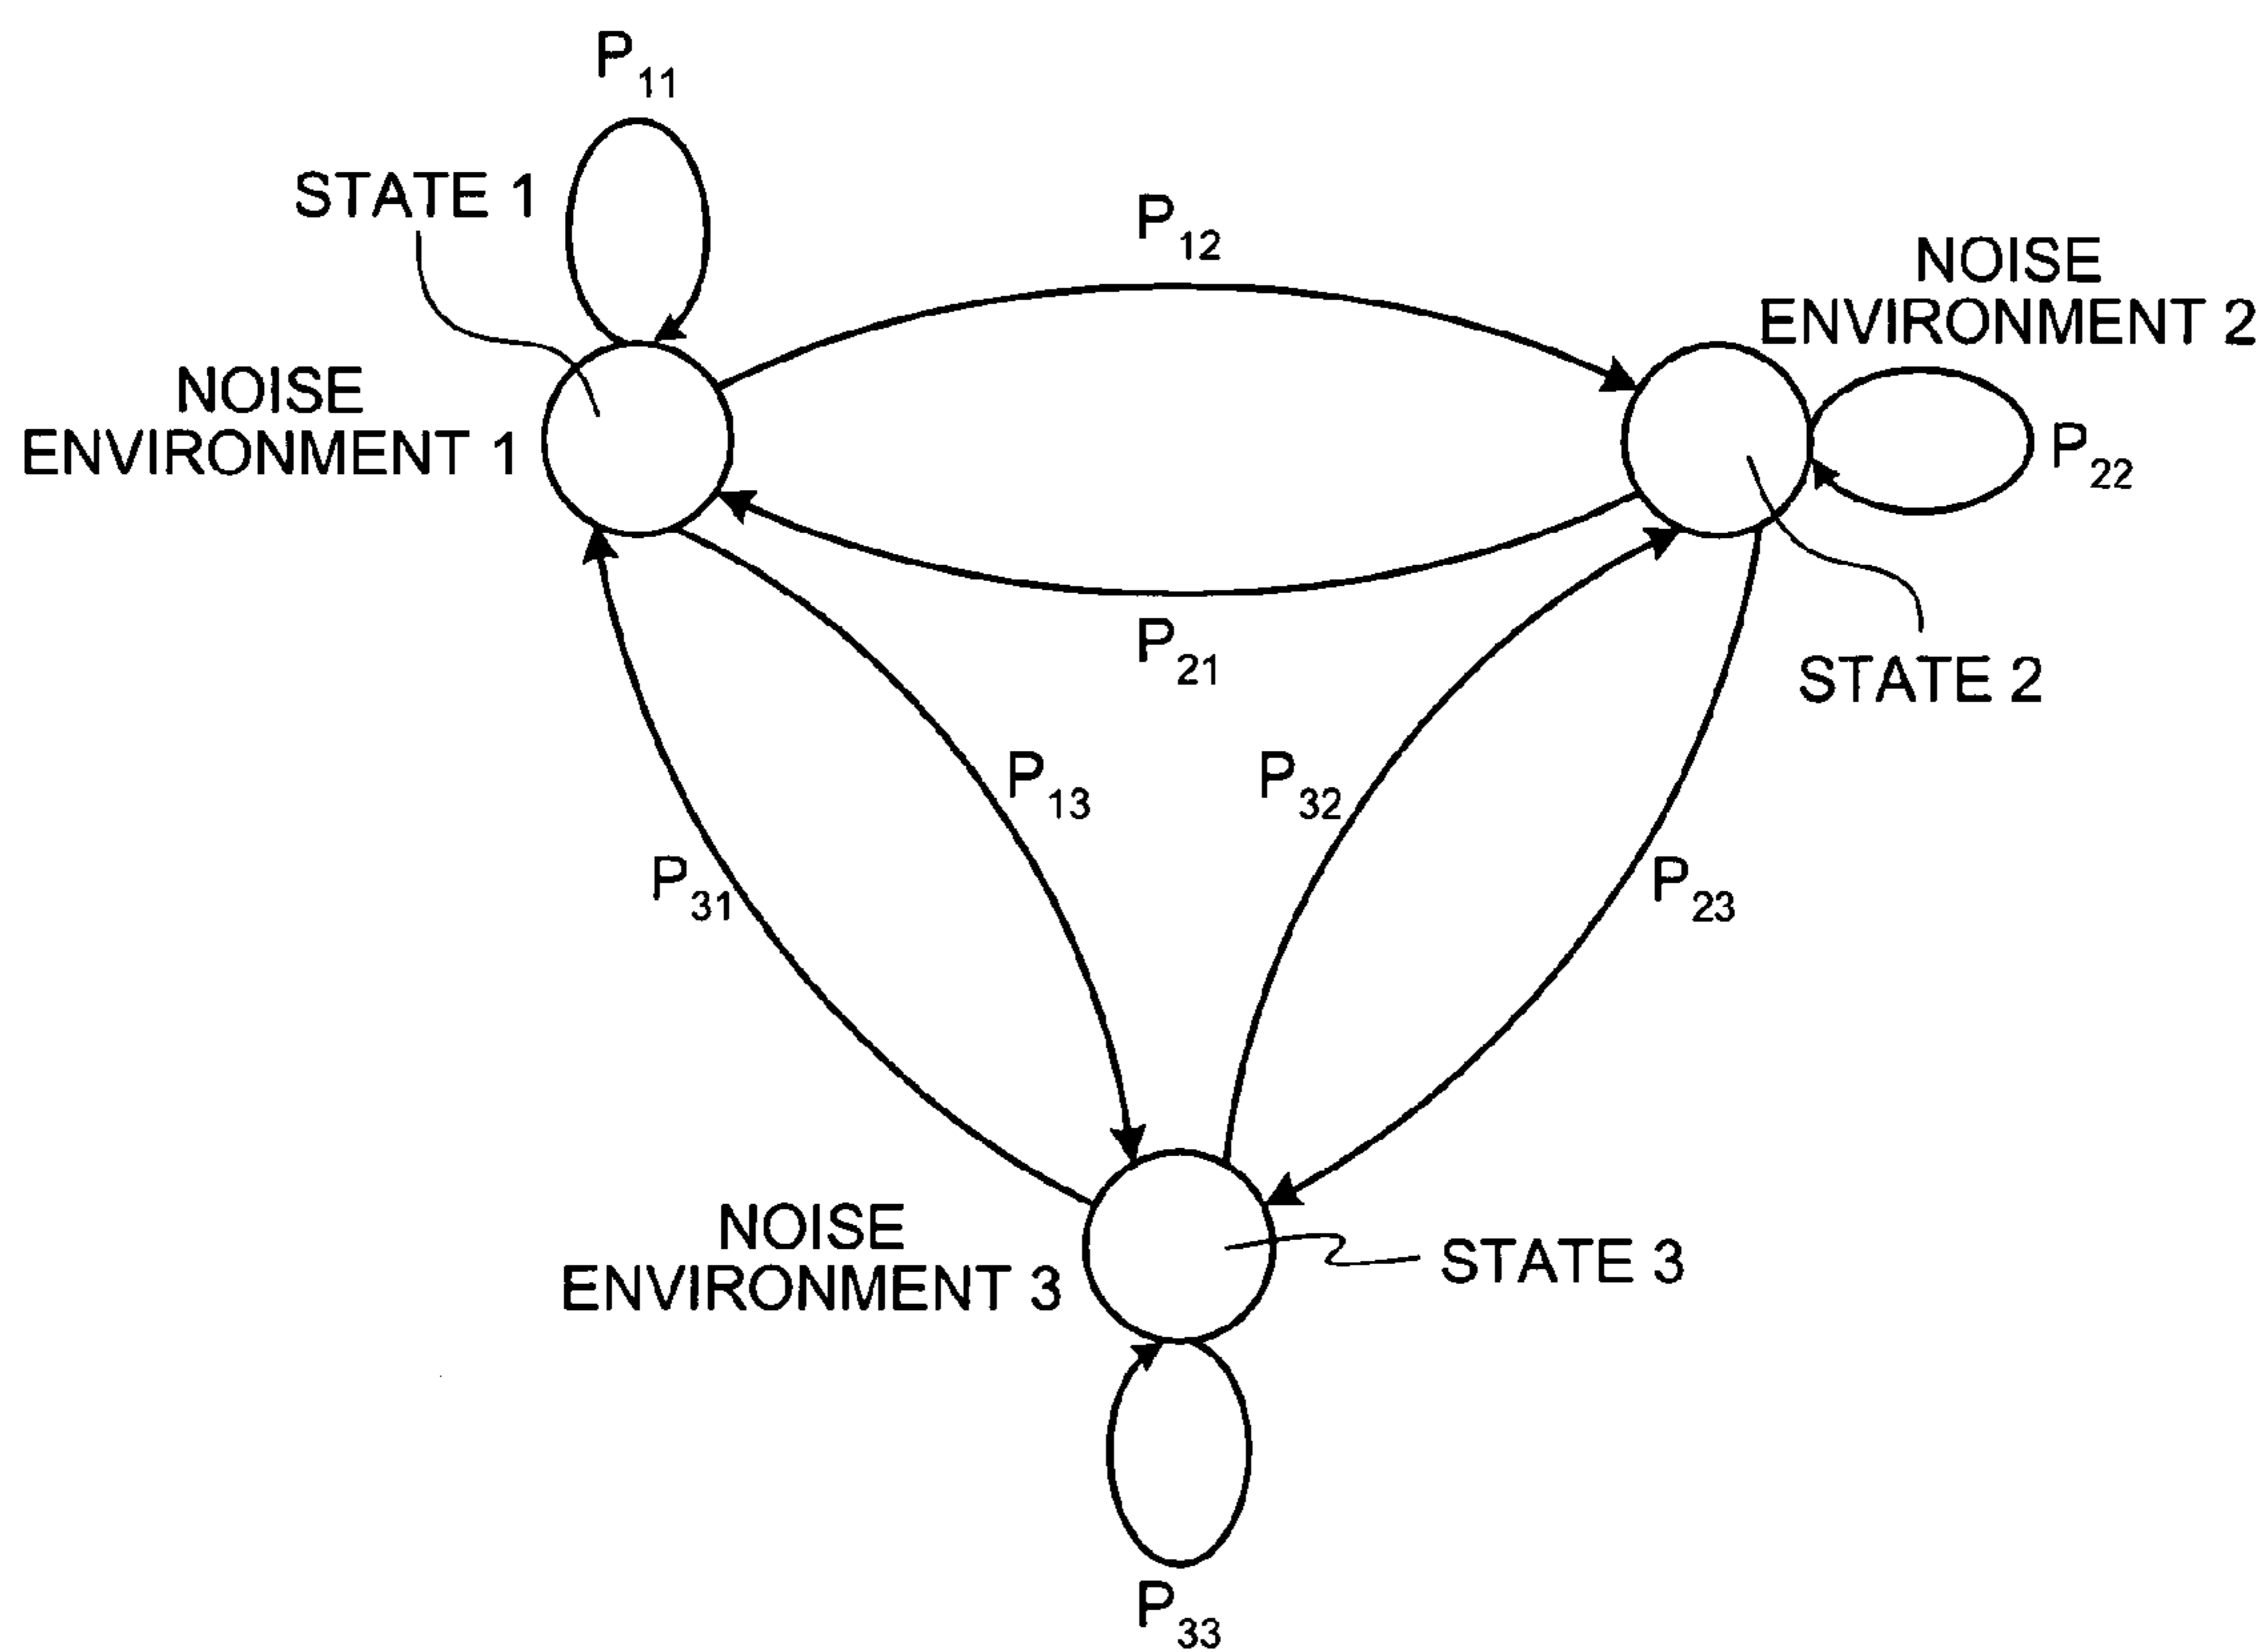 P11
STATE 1
P12
NOISE
ENVIRONMENT 2
NOISE
ENVIRONMENT 1
P22
P21
STATE 2
P13
P32
P31
P23
NOISE
ENVIRONMENT 3
STATE 3
P33